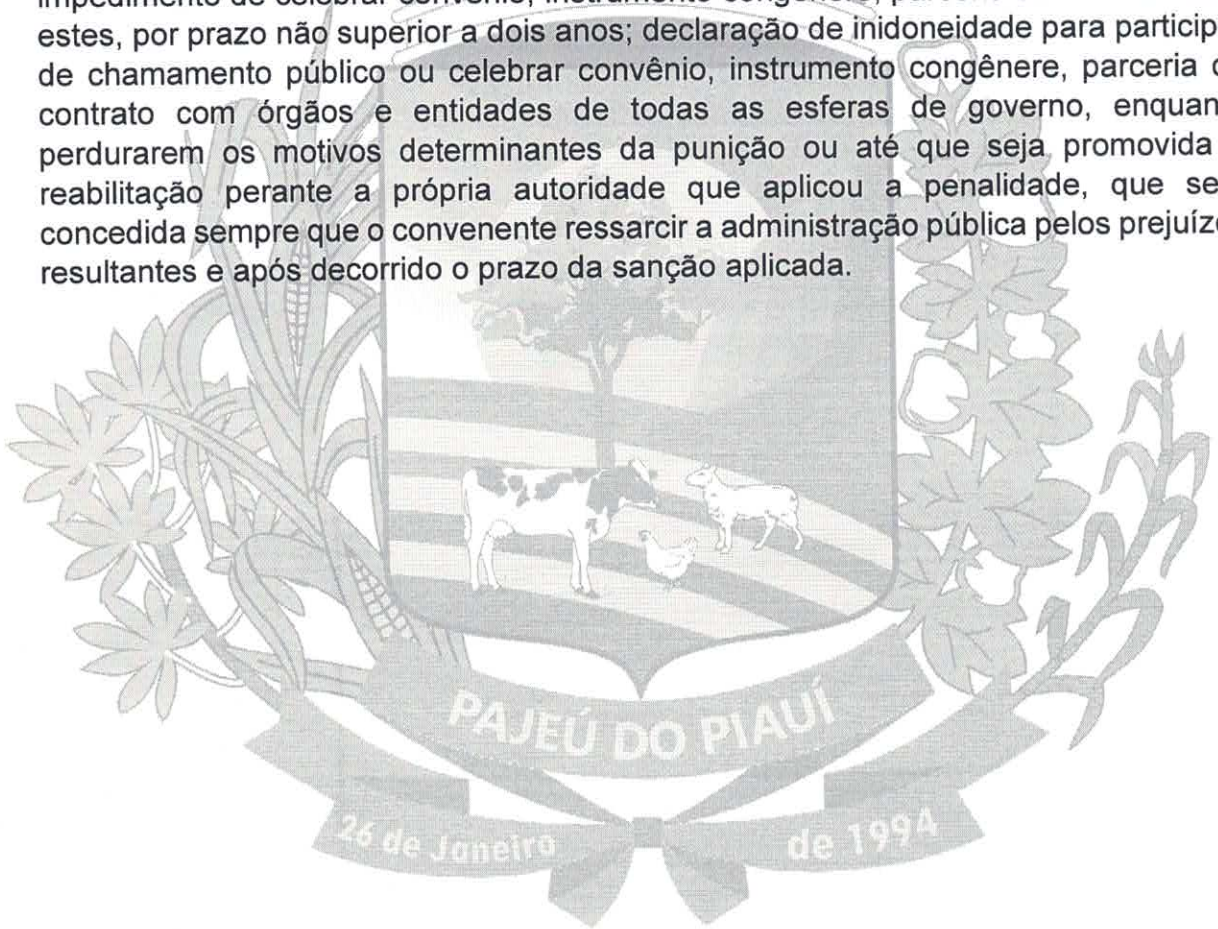 estes, por prazo não superior a dois anos; declaração de inidoneidade para particip
de chamamento público ou celebrar convênio, instrumento congênere, parceria
contrato com órgãos e entidades de todas as esferas de governo, enquan
perdurarem os motivos determinantes da punição ou até que seja promovida
reabilitação perante a própria autoridade que aplicou a penalidade, que se
concedida sempre que o convenente ressarcir a administração pública pelos prejuízo
resultantes e após decorrido o prazo da sanção aplicada.
PAJEÚ DO PIAUÍ
26 de Janeiro de 1994